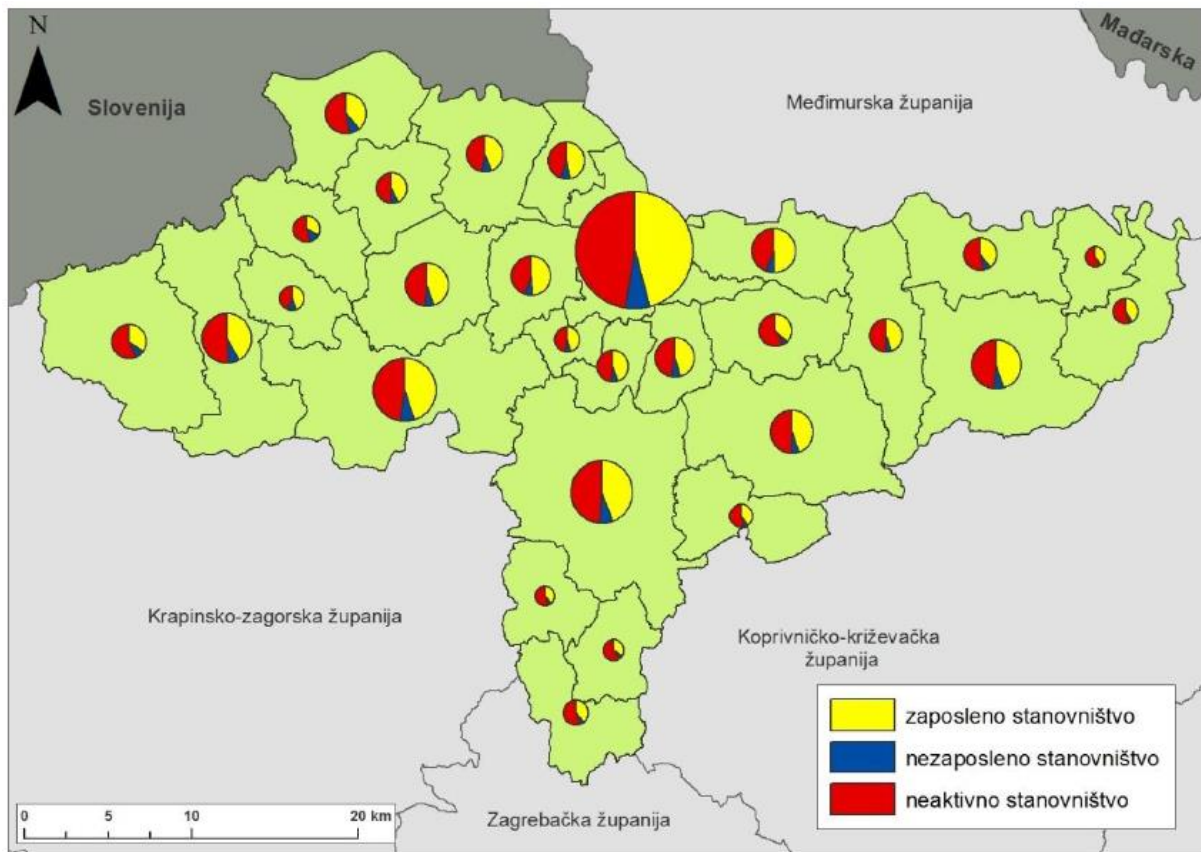 N
Mađarska
Slovenija
Međimurska županija
Krapinsko-zagorska županija
Koprivničko-križevačka
županija
zaposleno stanovništvo
nezaposleno stanovništvo
neaktivno stanovništvo
0 5 10 20 km
Zagrebačka županija